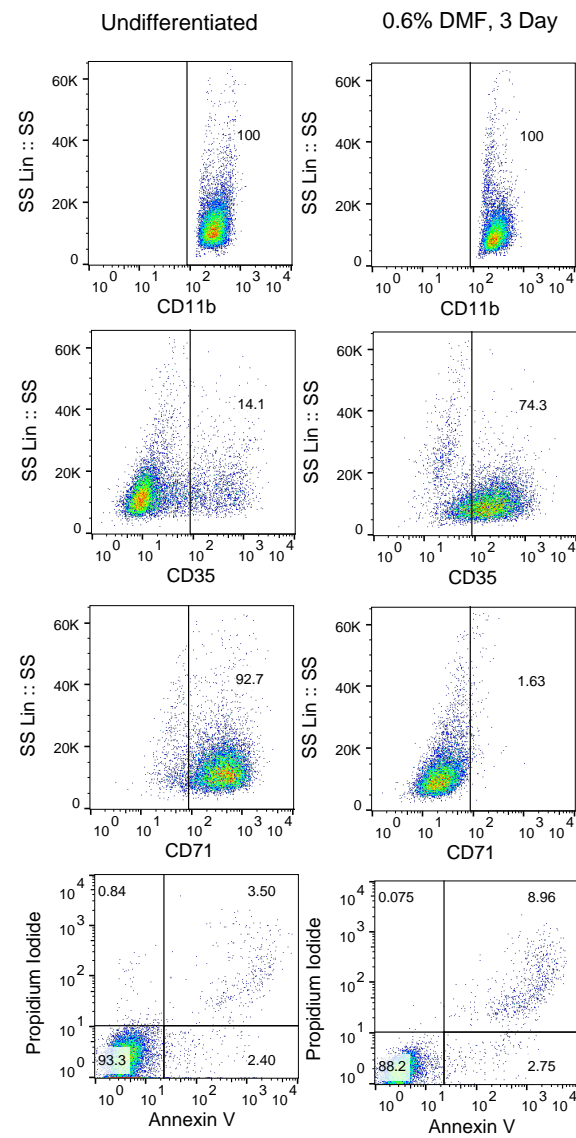 Undifferentiated 0.6% DMF, 3 Day
60K
40K
20K
0
SS Lin :: SS
100
10^0 10^1 10^2 10^3 10^4
CD11b
60K
40K
20K
0
SS Lin :: SS
100
10^0 10^1 10^2 10^3 10^4
CD11b
60K
40K
20K
0
SS Lin :: SS
14.1
10^0 10^1 10^2 10^3 10^4
CD35
60K
40K
20K
0
SS Lin :: SS
74.3
10^0 10^1 10^2 10^3 10^4
CD35
60K
40K
20K
0
SS Lin :: SS
92.7
10^0 10^1 10^2 10^3 10^4
CD71
60K
40K
20K
0
SS Lin :: SS
1.63
10^0 10^1 10^2 10^3 10^4
CD71
10^4
10^3
10^2
10^1
10^0
Propidium Iodide
0.84 3.50
93.3 2.40
10^0 10^1 10^2 10^3 10^4
Annexin V
10^4
10^3
10^2
10^1
10^0
Propidium Iodide
0.075 8.96
88.2 2.75
10^0 10^1 10^2 10^3 10^4
Annexin V